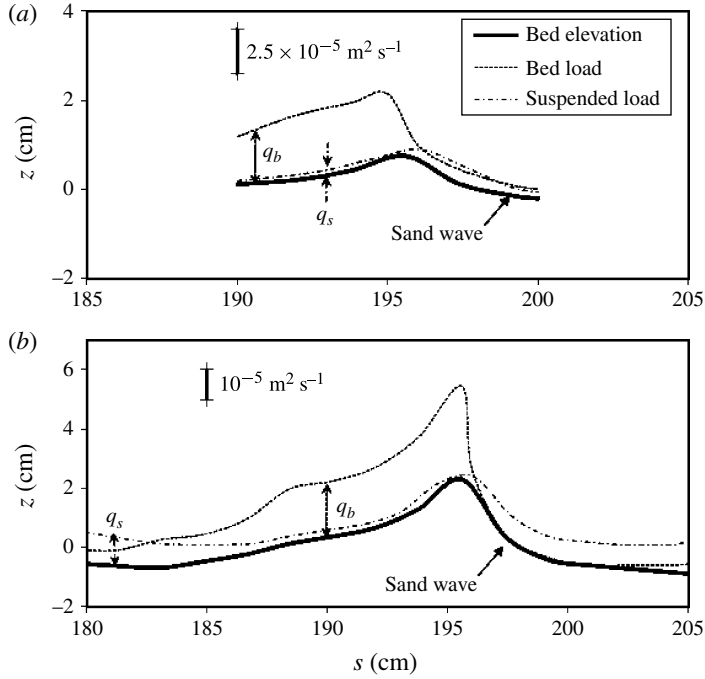 (a)
4
2
0
–2
z (cm)
2.5 × 10⁻⁵ m² s⁻¹
Bed elevation
Bed load
Suspended load
q_b
q_s
Sand wave
185 190 195 200 205
(b)
6
4
2
0
–2
z (cm)
10⁻⁵ m² s⁻¹
q_s
q_b
Sand wave
180 185 190 195 200 205
s (cm)